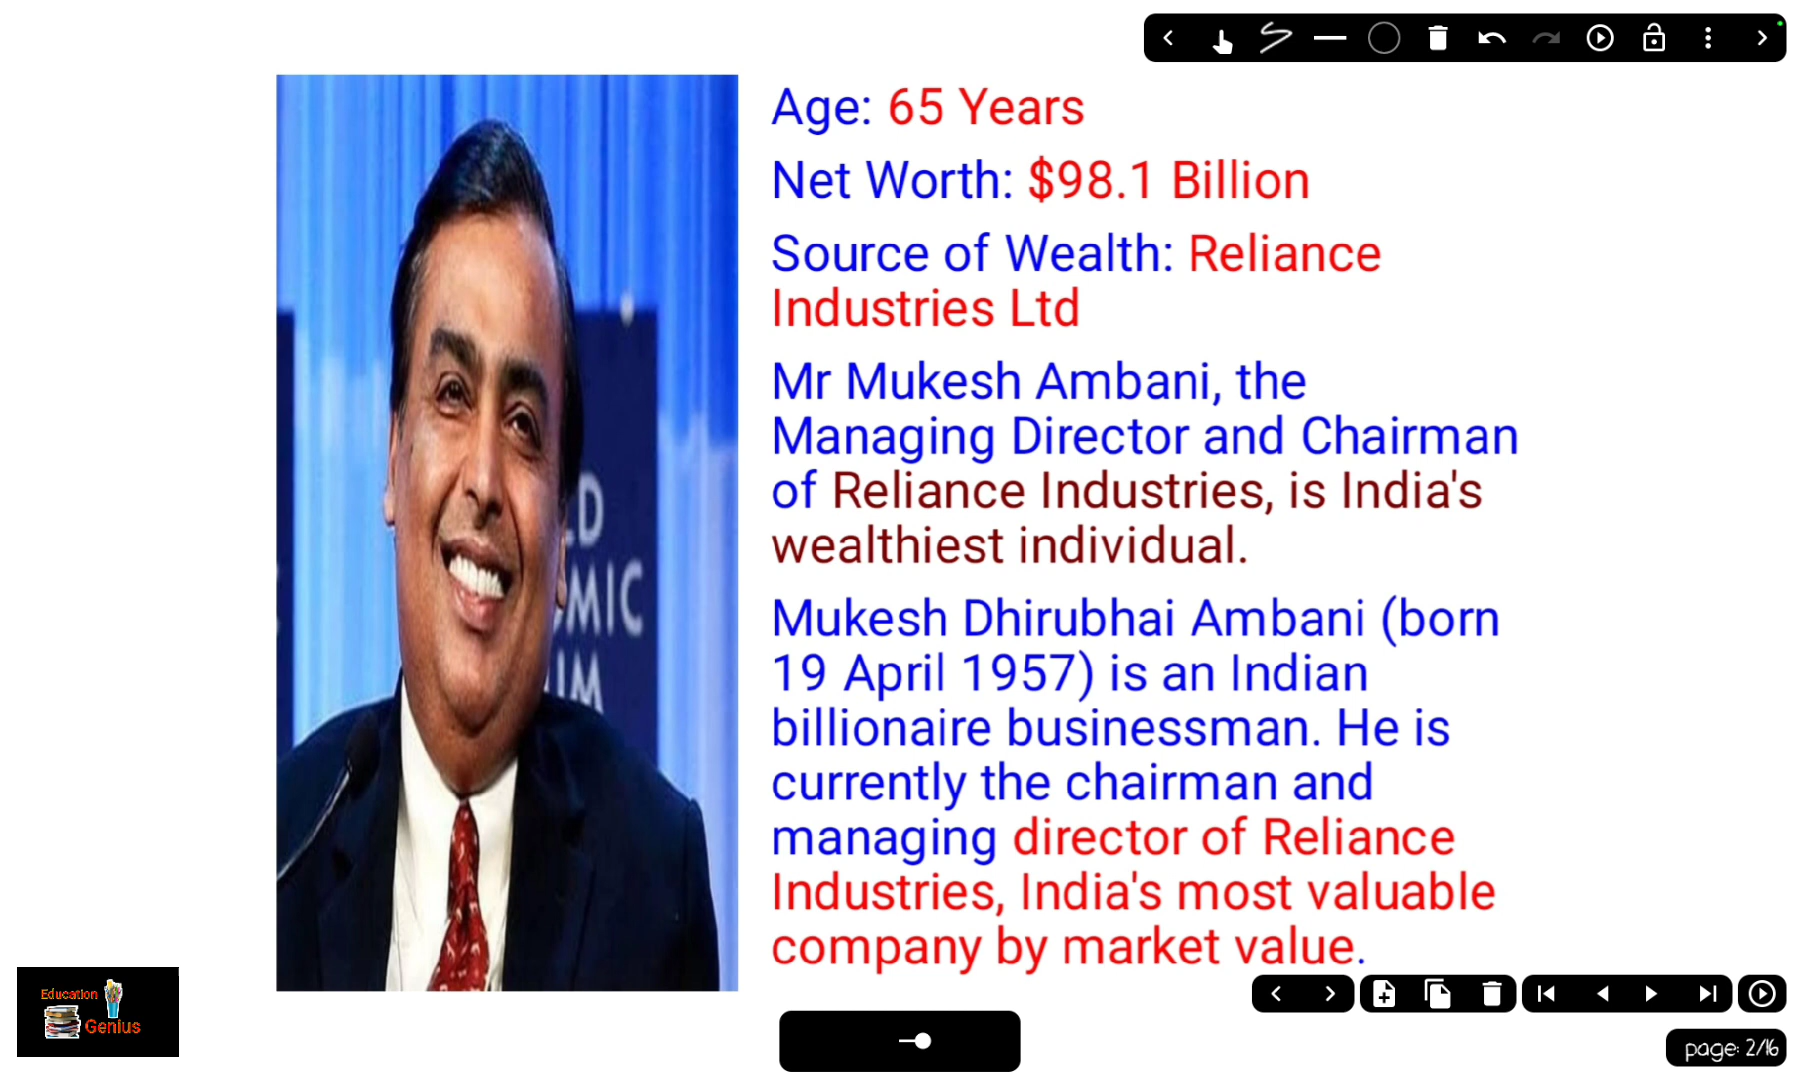 Age: 65 Years
Net Worth: $98.1 Billion
Source of Wealth: Reliance
Industries Ltd
Mr Mukesh Ambani, the
Managing Director and Chairman
of Reliance Industries, is India's
wealthiest individual.
Mukesh Dhirubhai Ambani (born
19 April 1957) is an Indian
billionaire businessman. He is
currently the chairman and
managing director of Reliance
Industries, India's most valuable
company by market value.
LD
MIC
UM
Education
Genius
page: 2/16